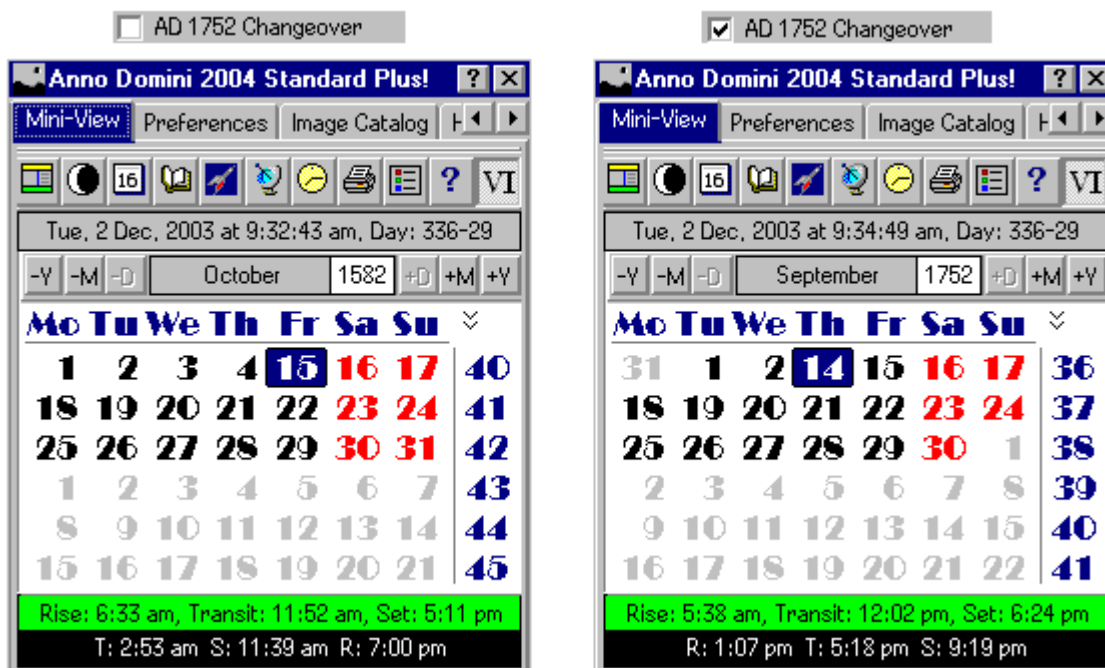 AD 1752 Changeover
Anno Domini 2004 Standard Plus! ?
Mini-View Preferences Image Catalog
16 ? VI
Tue, 2 Dec, 2003 at 9:32:43 am, Day: 336-29
-Y -M -D October 1582 +D +M +Y
Mo Tu We Th Fr Sa Su
1 2 3 4 15 16 17 40
18 19 20 21 22 23 24 41
25 26 27 28 29 30 31 42
1 2 3 4 5 6 7 43
8 9 10 11 12 13 14 44
15 16 17 18 19 20 21 45
Rise: 6:33 am, Transit: 11:52 am, Set: 5:11 pm
T: 2:53 am S: 11:39 am R: 7:00 pm
AD 1752 Changeover
Anno Domini 2004 Standard Plus! ?
Mini-View Preferences Image Catalog
16 ? VI
Tue, 2 Dec, 2003 at 9:34:49 am, Day: 336-29
-Y -M -D September 1752 +D +M +Y
Mo Tu We Th Fr Sa Su
31 1 2 14 15 16 17 36
18 19 20 21 22 23 24 37
25 26 27 28 29 30 1 38
2 3 4 5 6 7 8 39
9 10 11 12 13 14 15 40
16 17 18 19 20 21 22 41
Rise: 5:38 am, Transit: 12:02 pm, Set: 6:24 pm
R: 1:07 pm T: 5:18 pm S: 9:19 pm